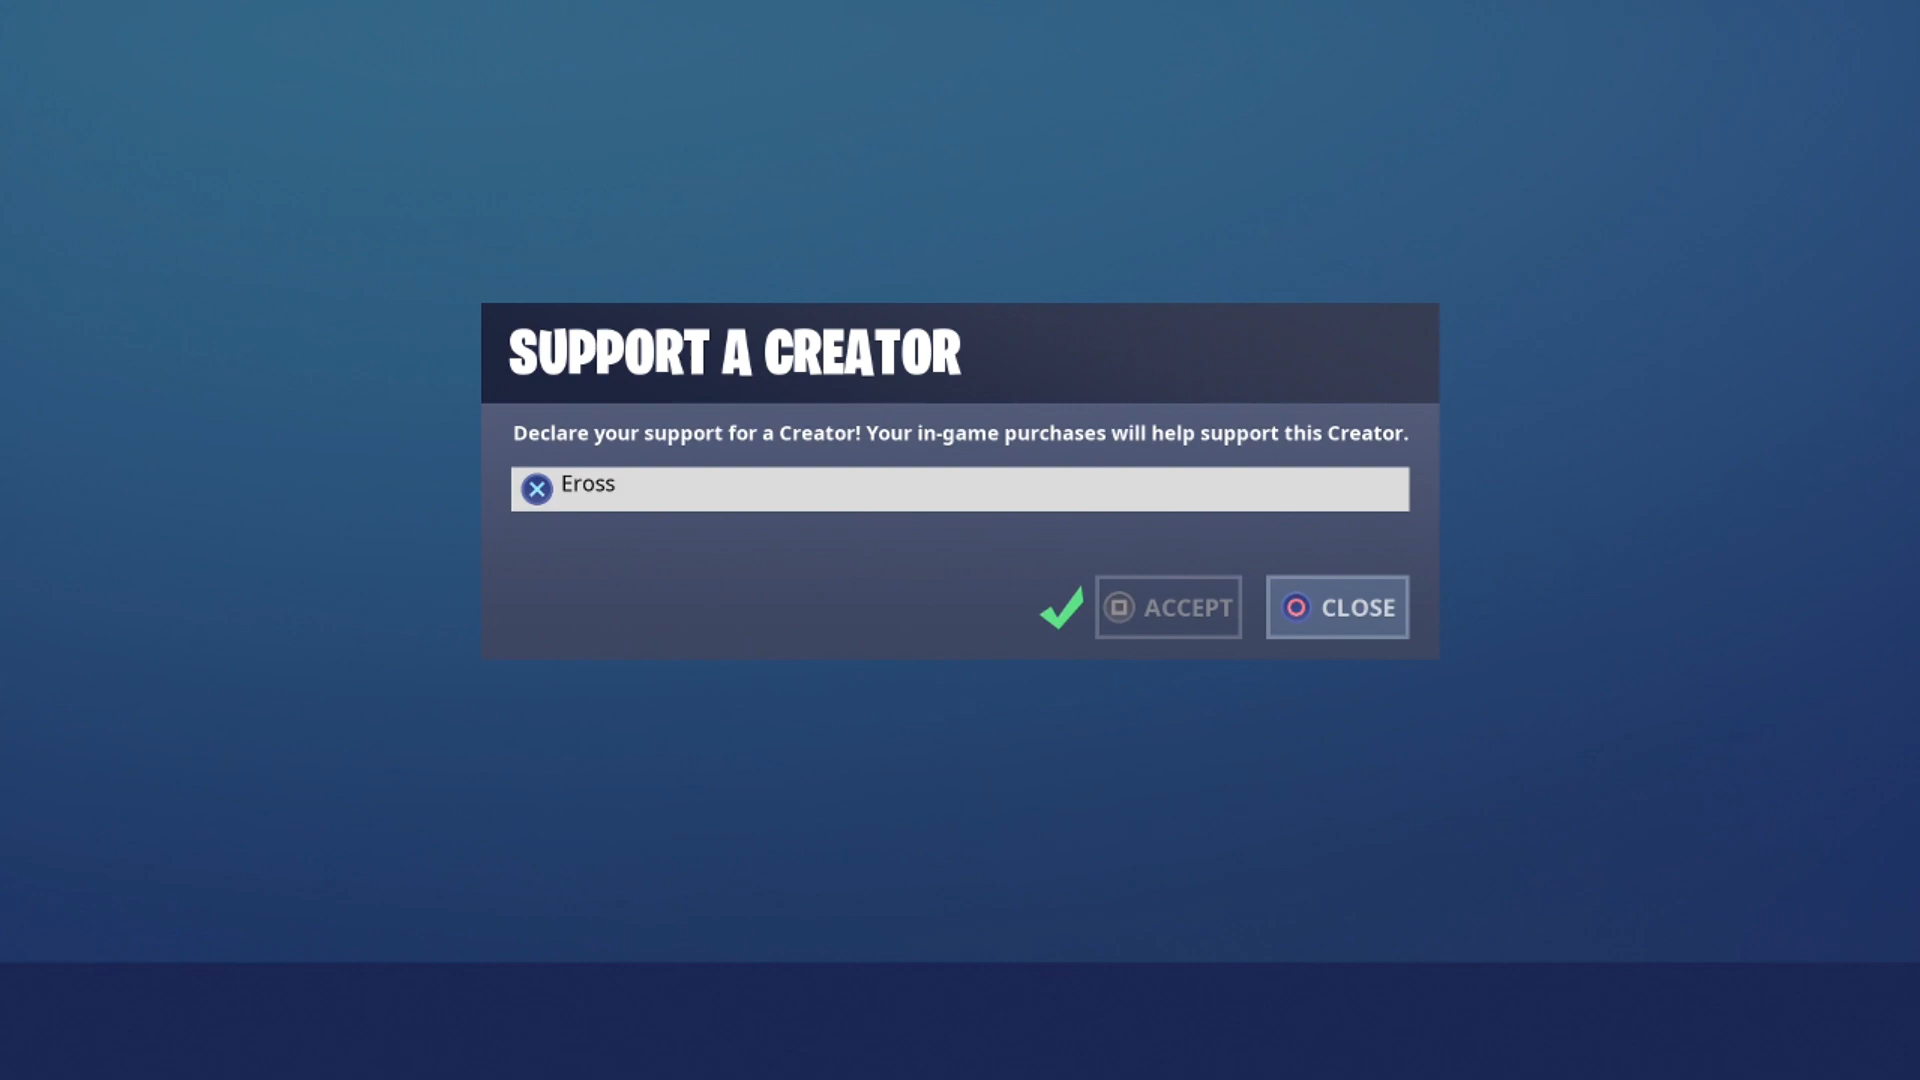 SUPPORT A CREATOR
Declare your support for a Creator! Your in-game purchases will help support this Creator.
Eross
ACCEPT
CLOSE